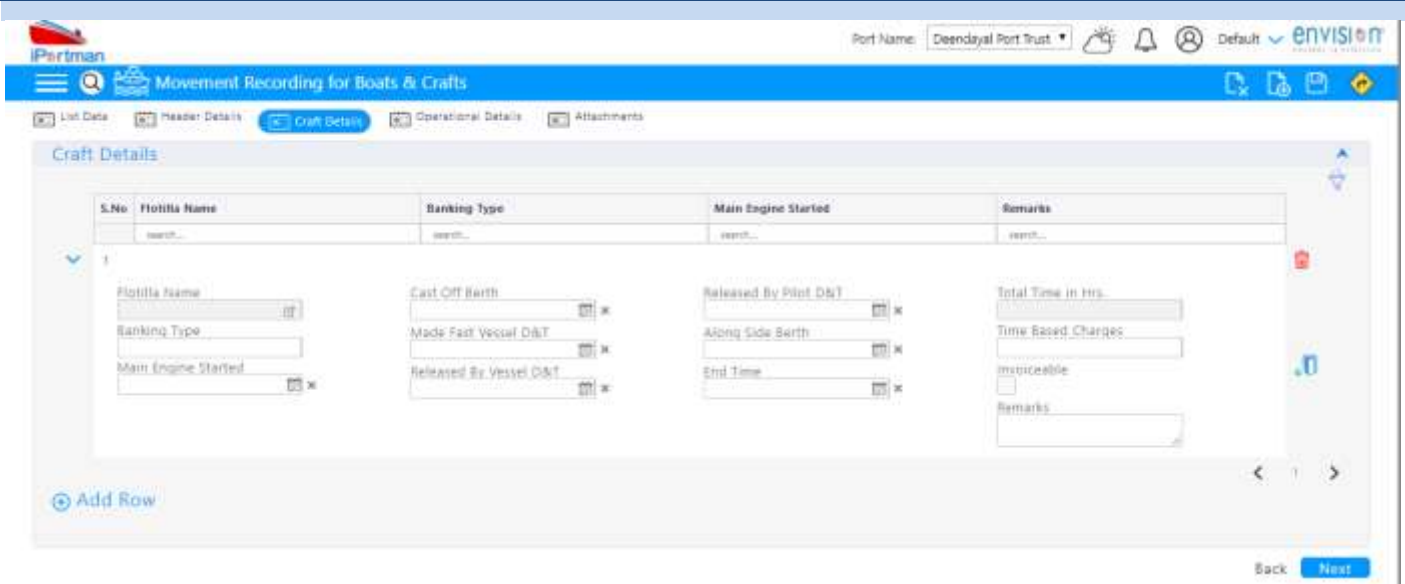 Port Name: Deendayal Port Trust Default envision
iPortman
Movement Recording for Boats & Crafts
List Data Header Details Craft Details Operational Details Attachments
Craft Details
S.No Flotilla Name Banking Type Main Engine Started Remarks
search... search... search... search...
1
Flotilla Name Cast Off Berth Released By Pilot D&T Total Time in Hrs.
Banking Type Made Fast Vessel D&T Along Side Berth Time Based Charges
Main Engine Started Released By Vessel D&T End Time Invoiceable
Remarks
1
Add Row
Back Next